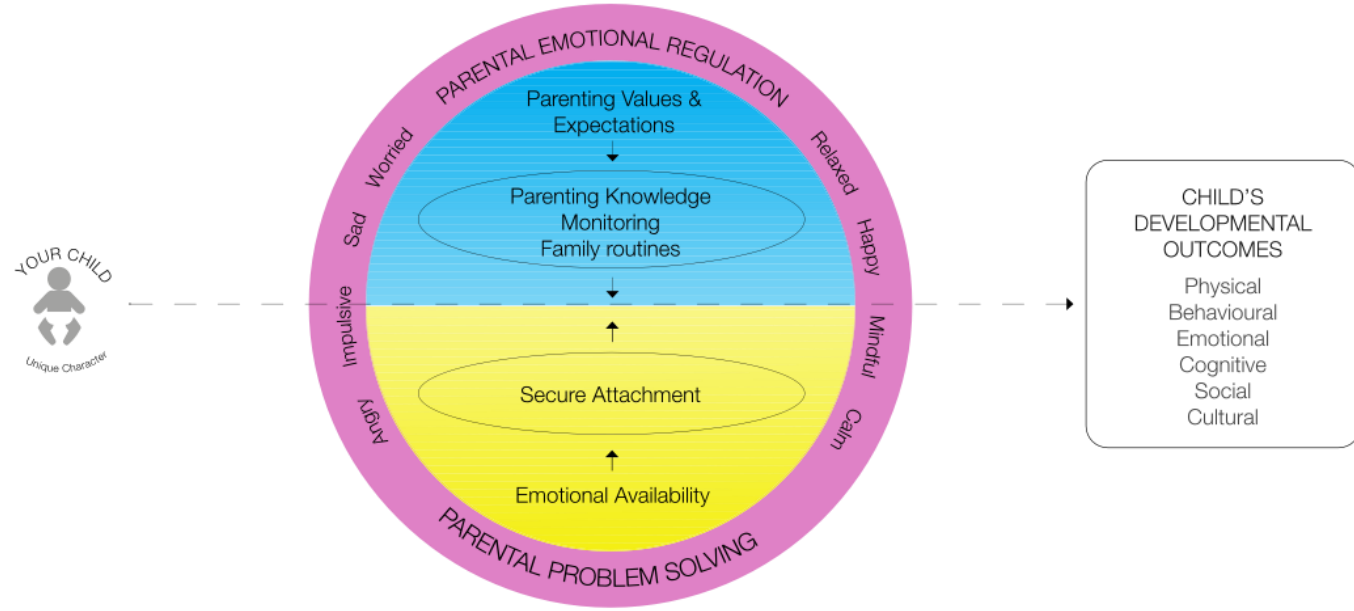 YOUR CHILD
Unique Character
PARENTAL EMOTIONAL REGULATION
Worried
Sad
Impulsive
Angry
Parenting Values &
Expectations
Parenting Knowledge
Monitoring
Family routines
Secure Attachment
Emotional Availability
Relaxed
Happy
Mindful
Calm
PARENTAL PROBLEM SOLVING
CHILD'S
DEVELOPMENTAL
OUTCOMES
Physical
Behavioural
Emotional
Cognitive
Social
Cultural